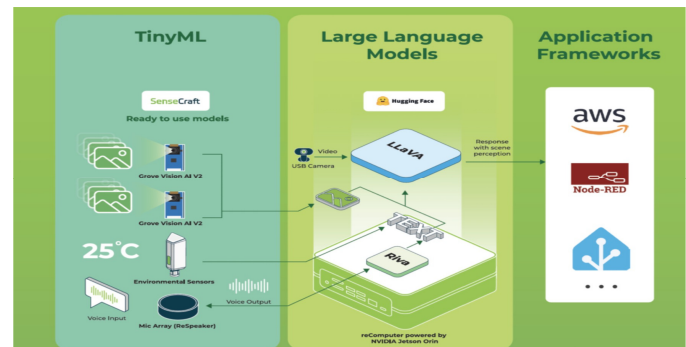 TinyML
SenseCraft
Ready to use models
Grove Vision AI V2
Grove Vision AI V2
25°C
Environmental Sensors
Voice Input
Mic Array (ReSpeaker)
Voice Output
Large Language
Models
Hugging Face
Video
USB Camera
LLaVA
Response
with scene
perception
TEXT
Riva
reComputer powered by
NVIDIA Jetson Orin
Application
Frameworks
aws
Node-RED